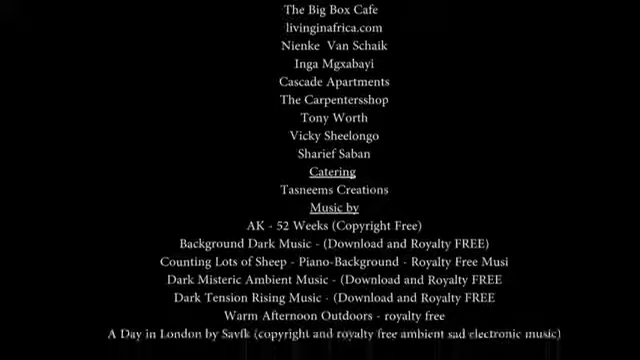 The Big Box Cafe
livinginafrica.com
Nienke Van Schaik
Inga Mgxabayi
Cascade Apartments
The Carpentersshop
Tony Worth
Vicky Sheelongo
Sharief Saban
Catering
Tasneems Creations
Music by
AK - 52 Weeks (Copyright Free)
Background Dark Music - (Download and Royalty FREE)
Counting Lots of Sheep - Piano-Background - Royalty Free Musi
Dark Misteric Ambient Music - (Download and Royalty FREE
Dark Tension Rising Music - (Download and Royalty FREE
Warm Afternoon Outdoors - royalty free
A Day in London by Savfk (copyright and royalty free ambient sad electronic music)